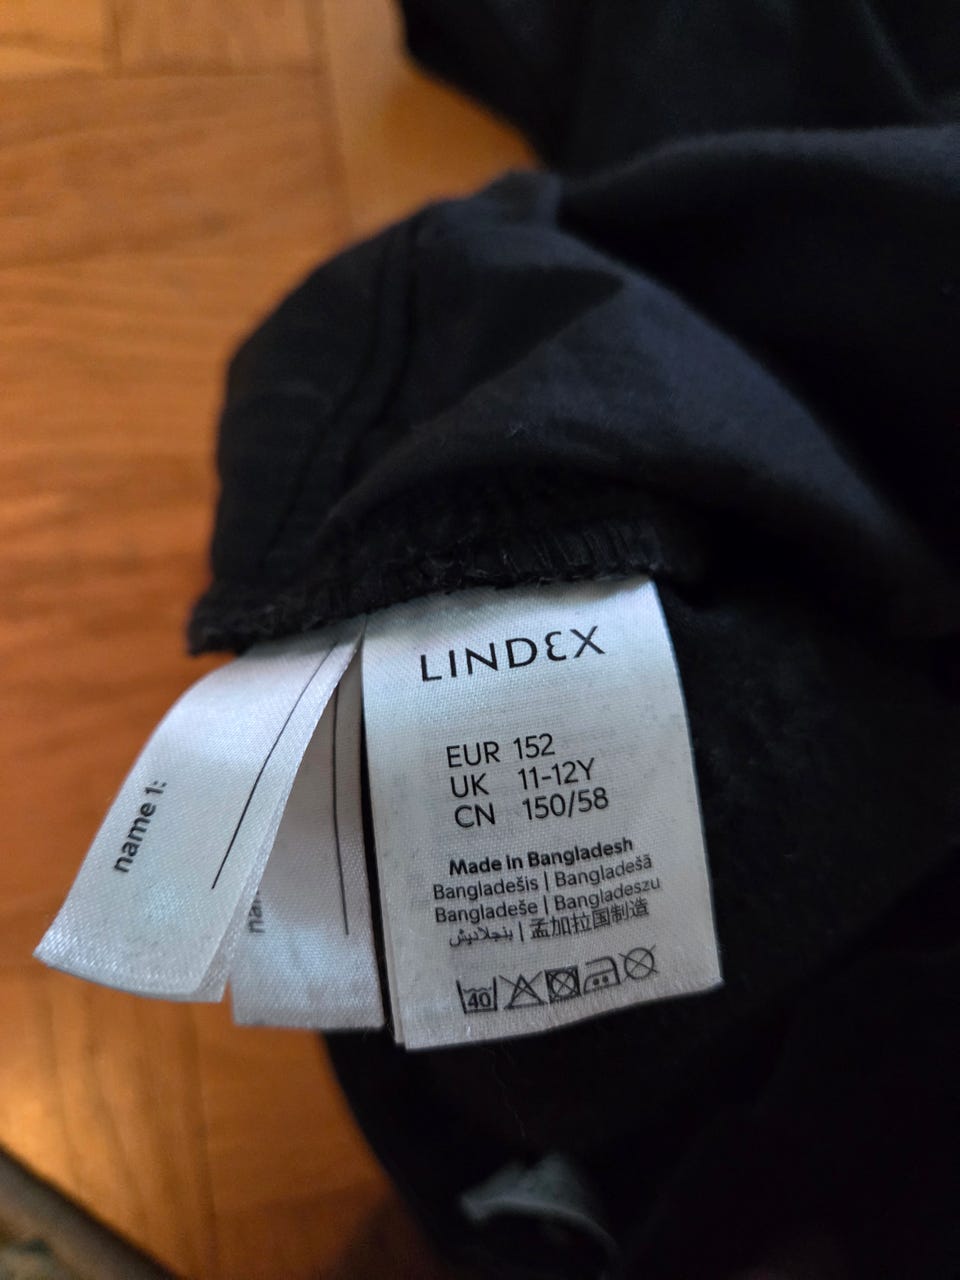 LINDEX
EUR 152
UK 11-12Y
CN 150/58
Made in Bangladesh
Bangladešis | Bangladešā
Bangladeše | Bangladeszu
بنجلاديش | 孟加拉国制造
40
name 1: